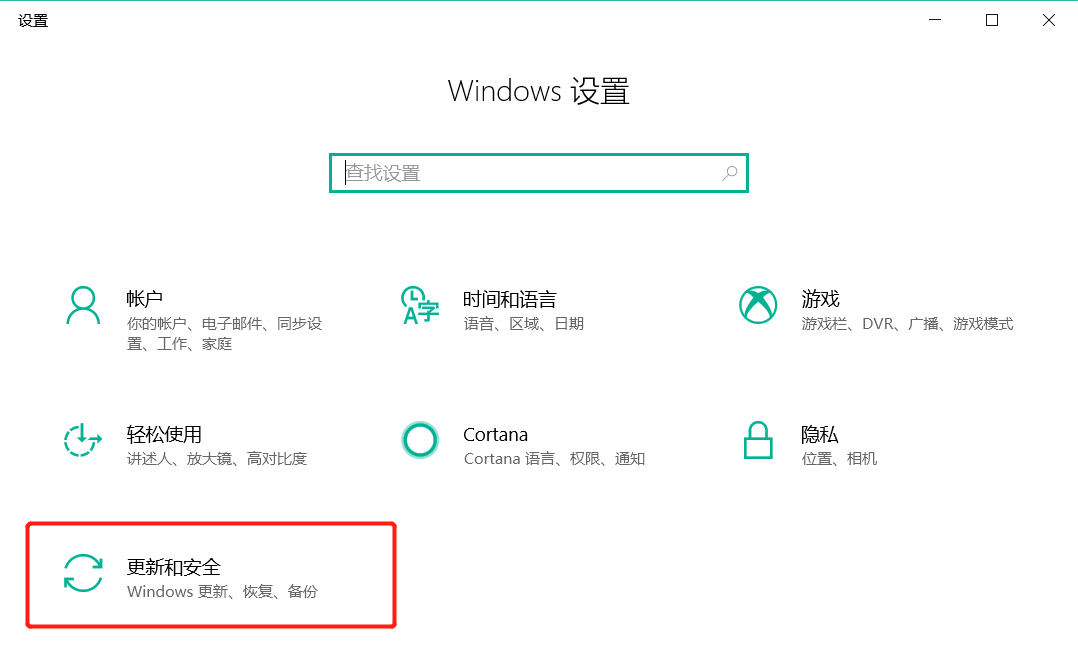 设置
Windows 设置
查找设置
帐户
你的帐户、电子邮件、同步设
置、工作、家庭
时间和语言
语音、区域、日期
游戏
游戏栏、DVR、广播、游戏模式
轻松使用
讲述人、放大镜、高对比度
Cortana
Cortana 语言、权限、通知
隐私
位置、相机
更新和安全
Windows 更新、恢复、备份